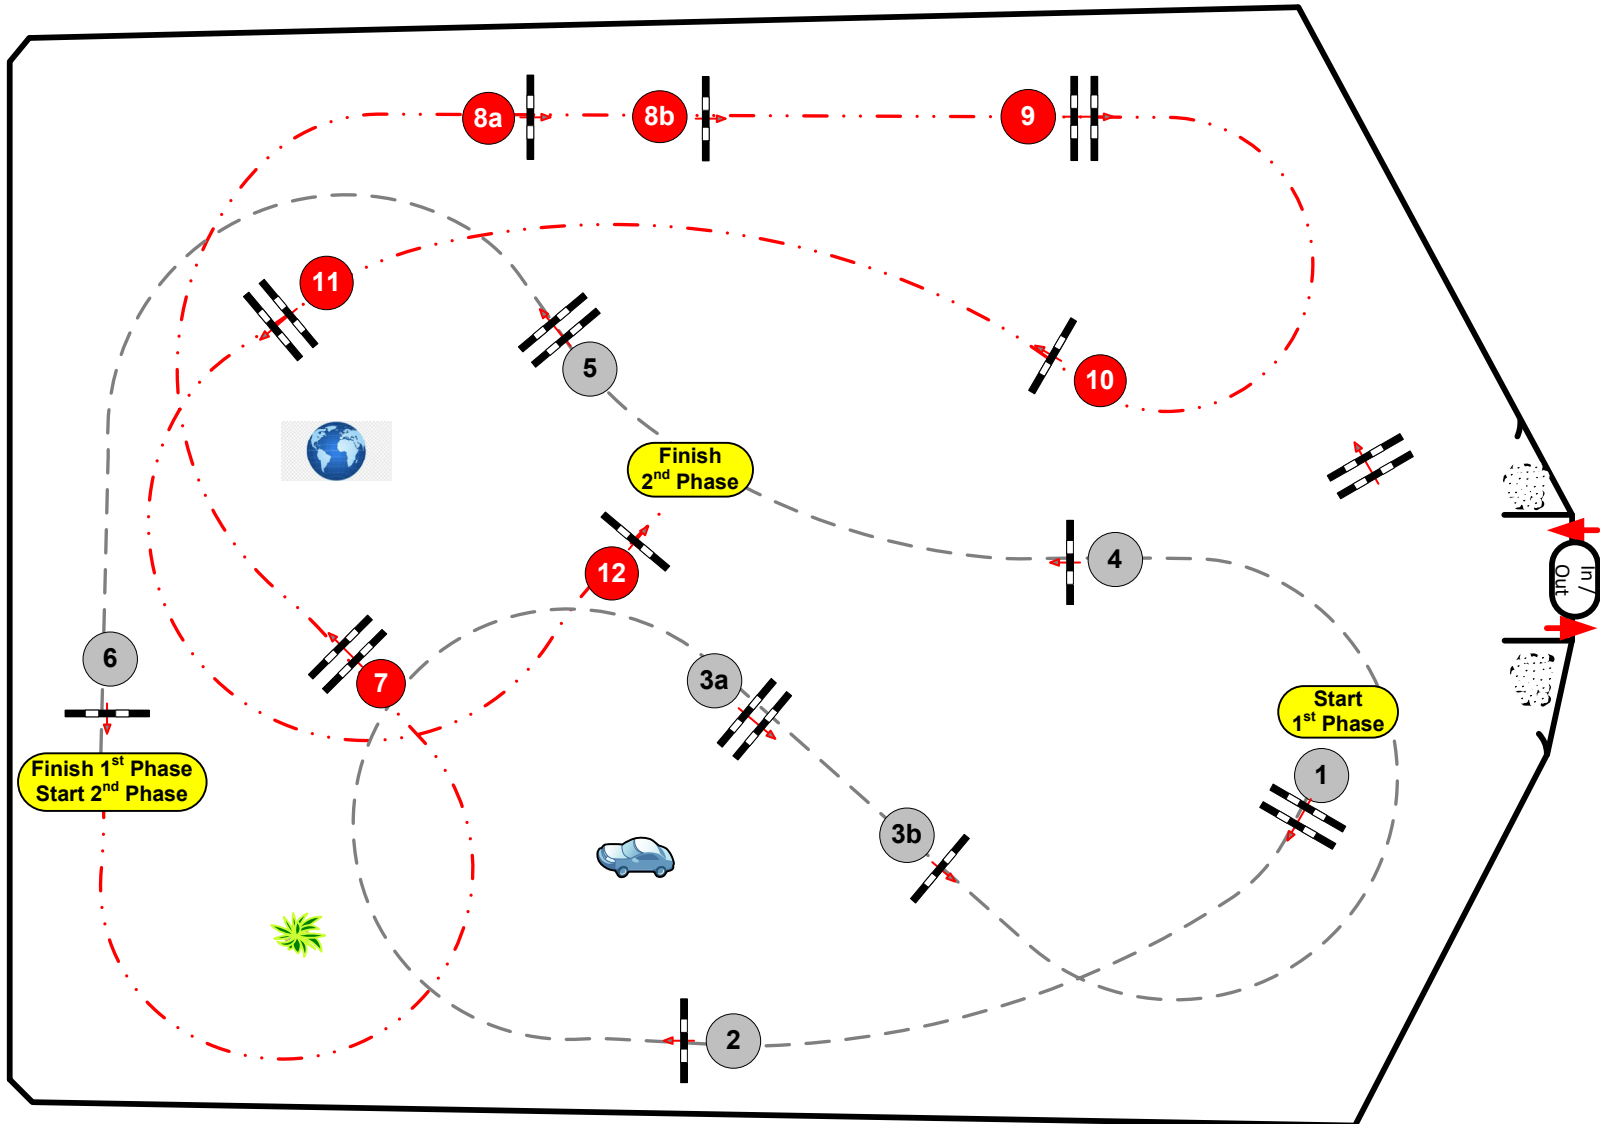 8a
8b
9
11
5
10
Finish
2nd Phase
4
In /
Out
12
6
7
3a
Start
1st Phase
1
Finish 1st Phase
Start 2nd Phase
3b
2